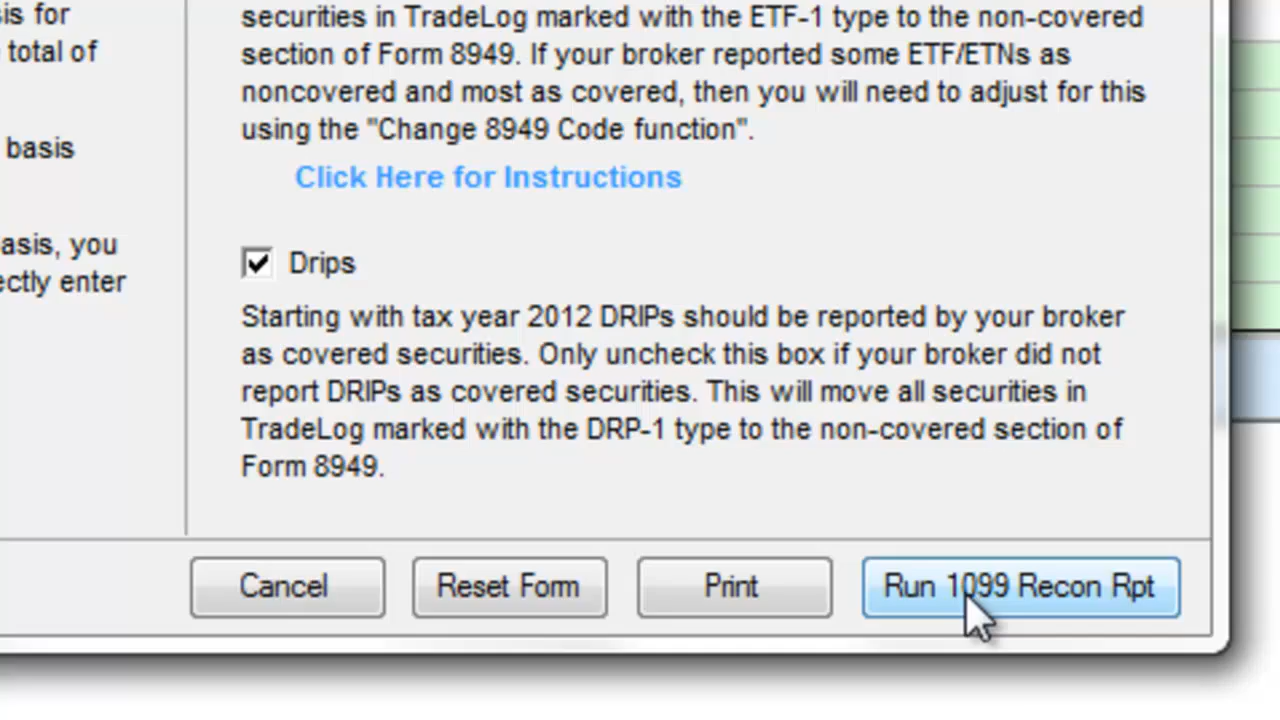 is for
total of
basis
asis, you
ectly enter
securities in TradeLog marked with the ETF-1 type to the non-covered
section of Form 8949. If your broker reported some ETF/ETNs as
noncovered and most as covered, then you will need to adjust for this
using the "Change 8949 Code function".
Click Here for Instructions
Drips
Starting with tax year 2012 DRIPs should be reported by your broker
as covered securities. Only uncheck this box if your broker did not
report DRIPs as covered securities. This will move all securities in
TradeLog marked with the DRP-1 type to the non-covered section of
Form 8949.
Cancel
Reset Form
Print
Run 1099 Recon Rpt